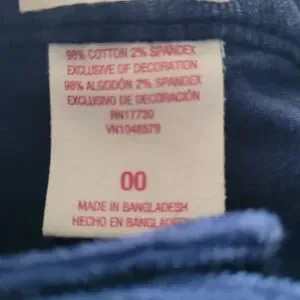 98% COTTON 2% SPANDEX
EXCLUSIVE OF DECORATION
98% ALGODÓN 2% SPANDEX
EXCLUSIVO DE DECORACIÓN
RN17730
VN1046579
00
MADE IN BANGLADESH
HECHO EN BANGLADESH